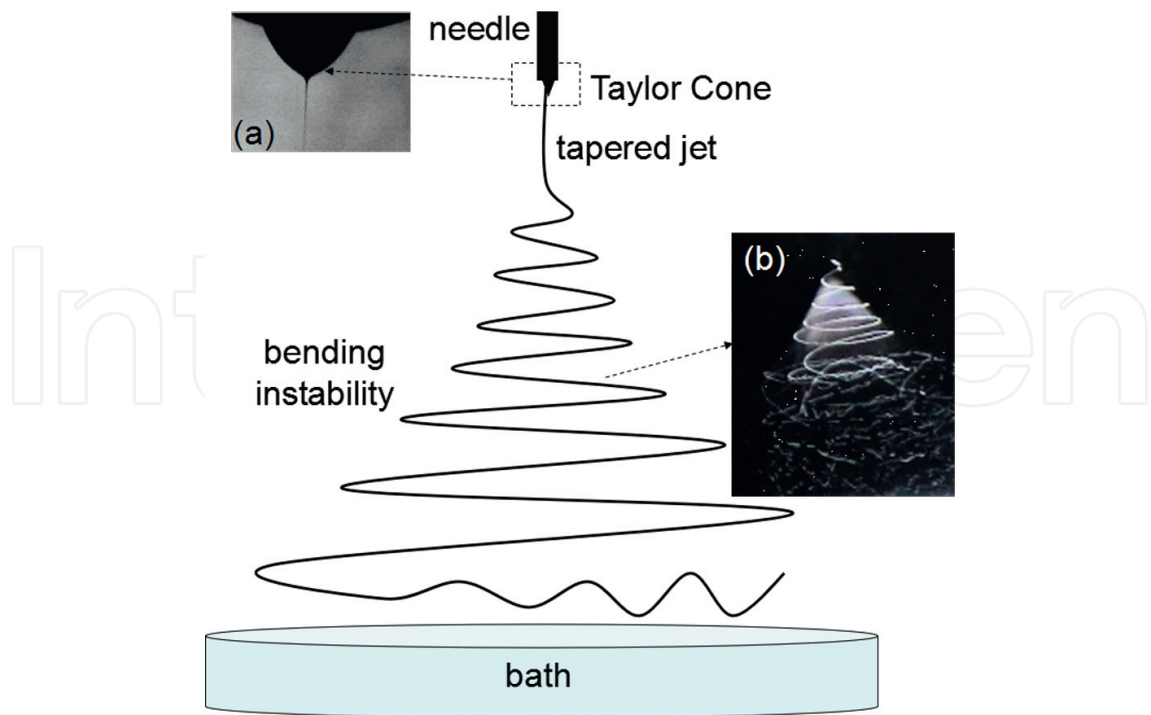 needle
(a)
Taylor Cone
tapered jet
(b)
bending
instability
bath